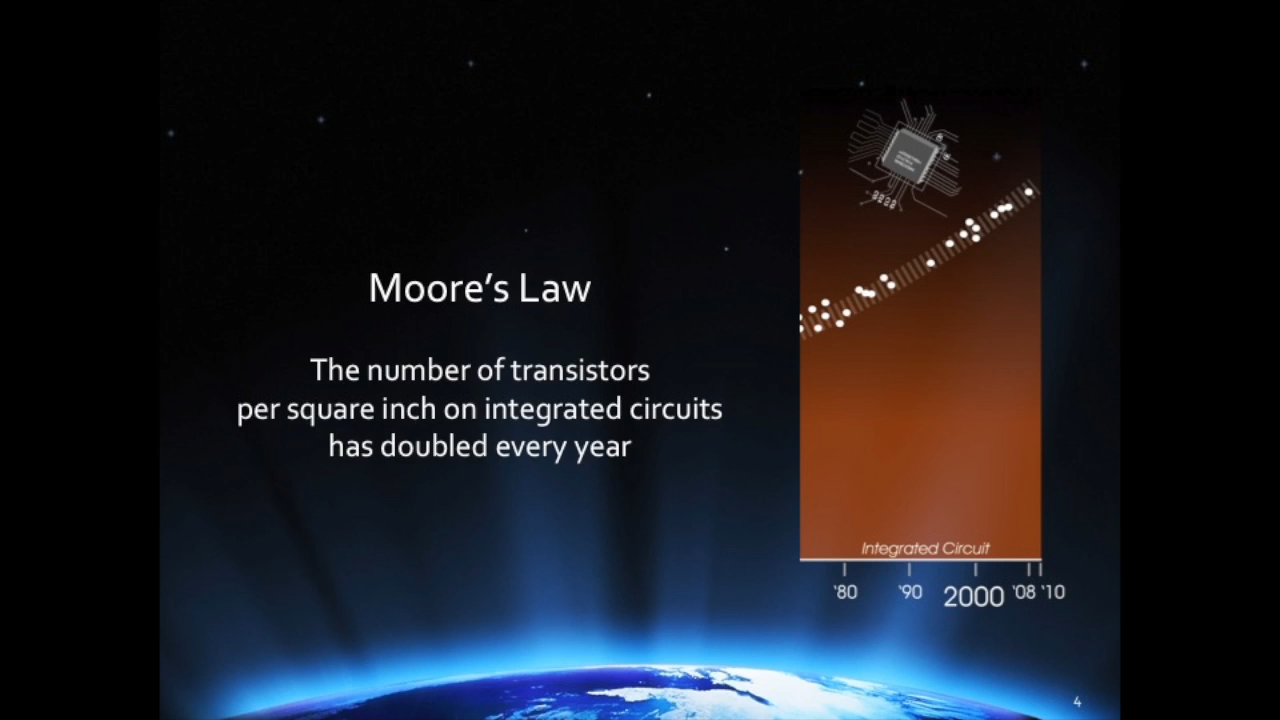 Moore’s Law
The number of transistors
per square inch on integrated circuits
has doubled every year
Integrated Circuit
‘80 ‘90 2000 ‘08 ‘10
4